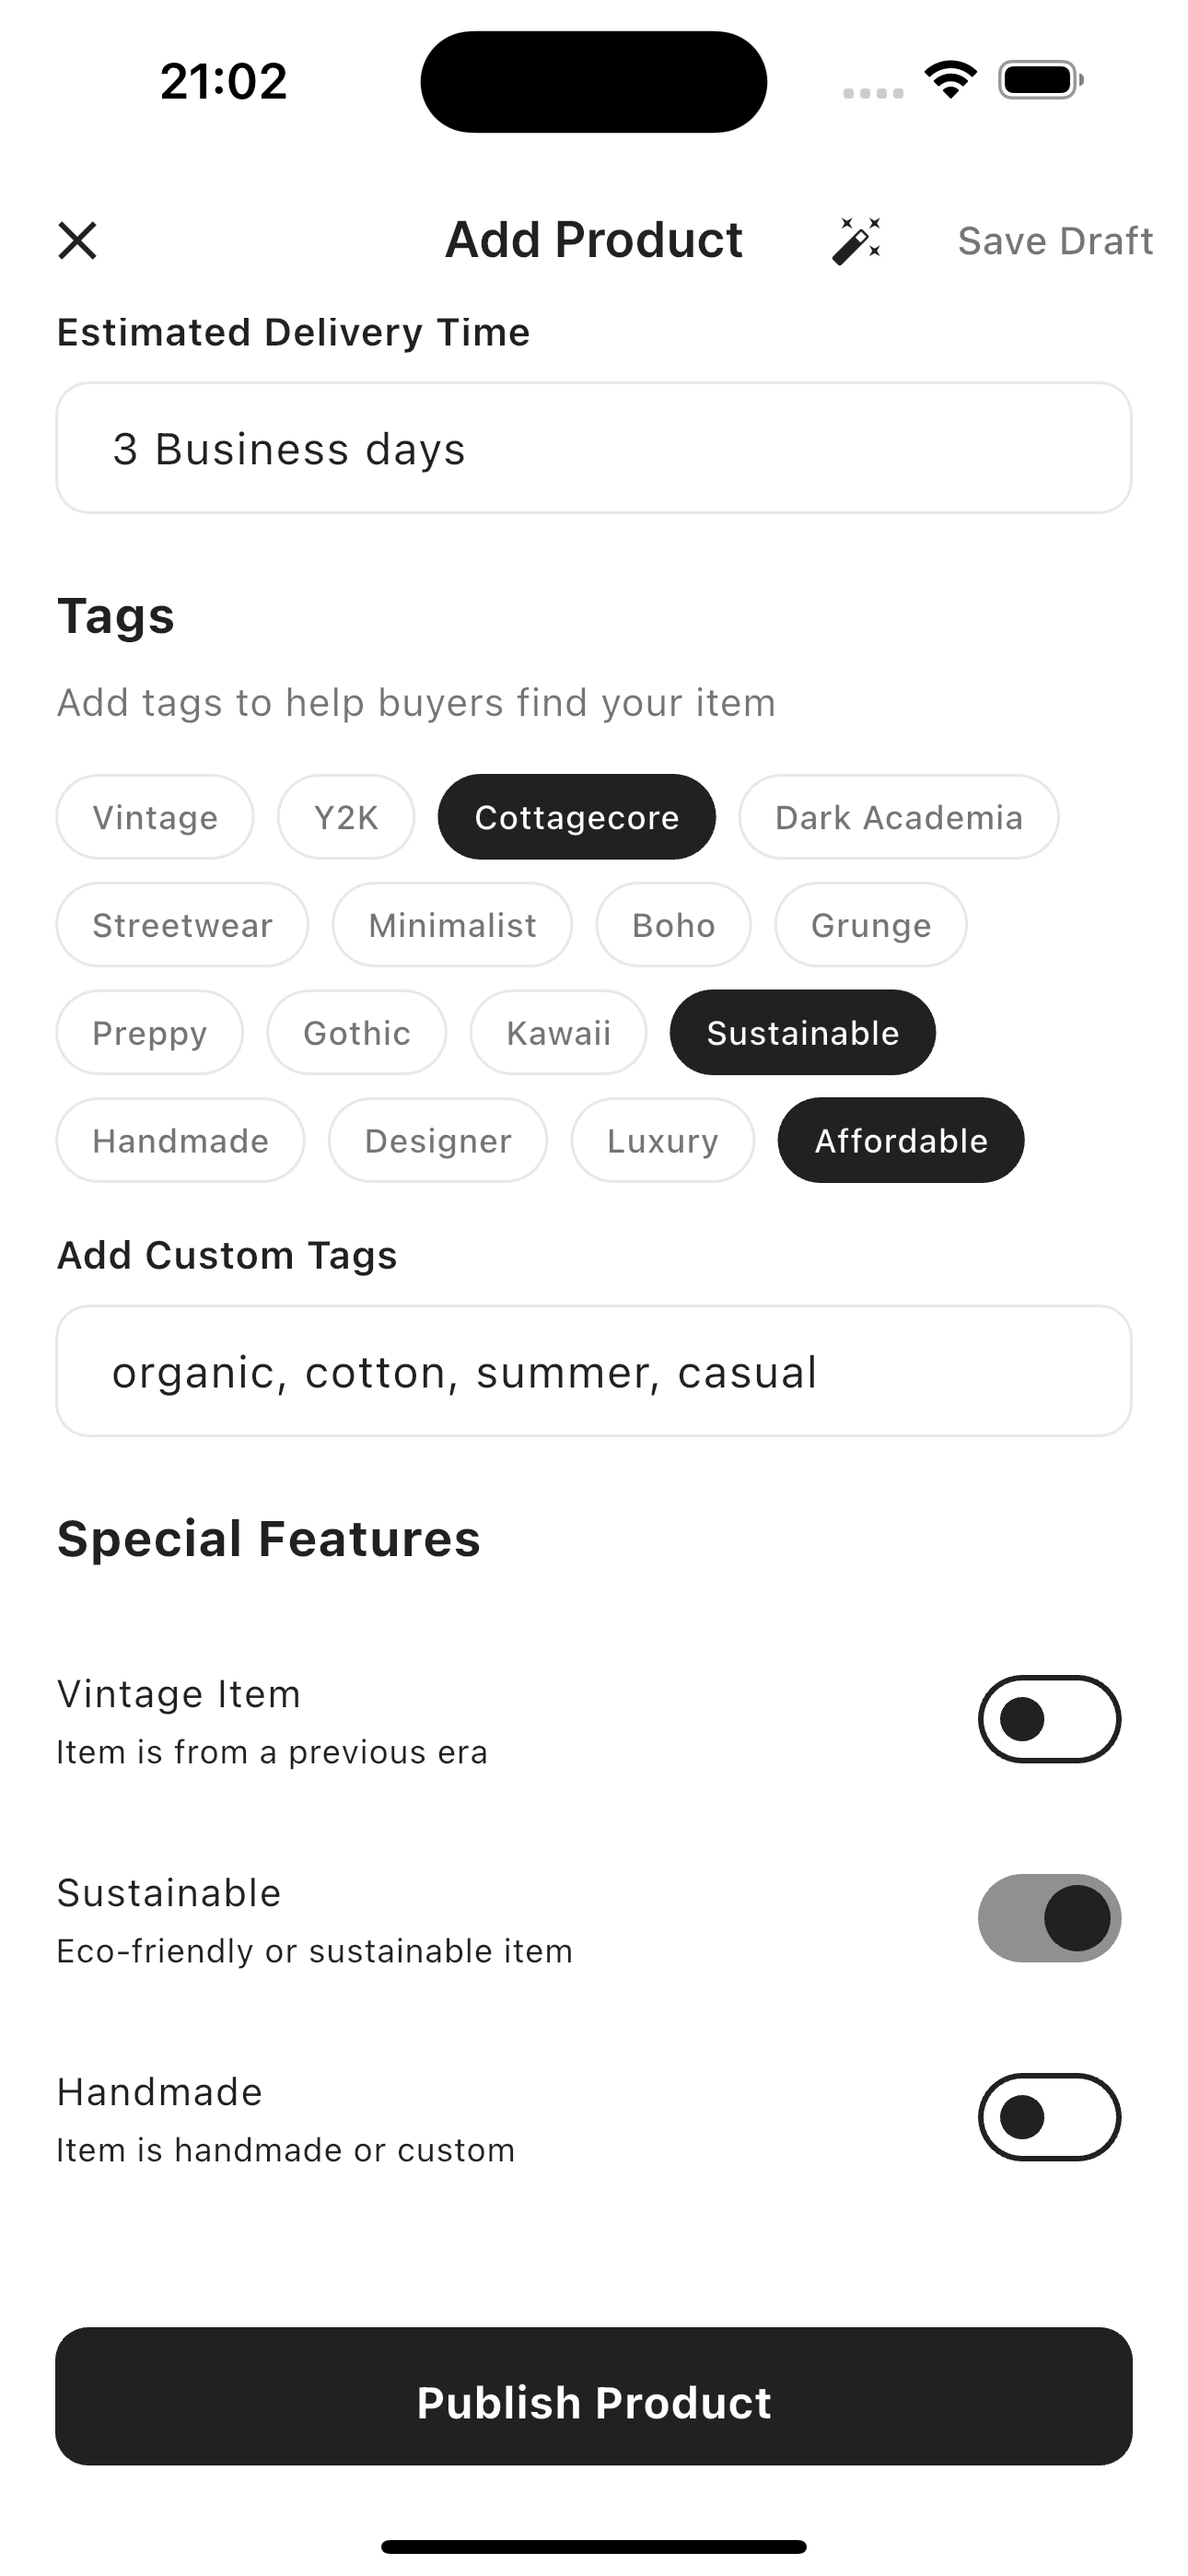 21:02
Add Product
Save Draft
Estimated Delivery Time
3 Business days
Tags
Add tags to help buyers find your item
Vintage Y2K Cottagecore Dark Academia
Streetwear Minimalist Boho Grunge
Preppy Gothic Kawaii Sustainable
Handmade Designer Luxury Affordable
Add Custom Tags
organic, cotton, summer, casual
Special Features
Vintage Item
Item is from a previous era
Sustainable
Eco-friendly or sustainable item
Handmade
Item is handmade or custom
Publish Product